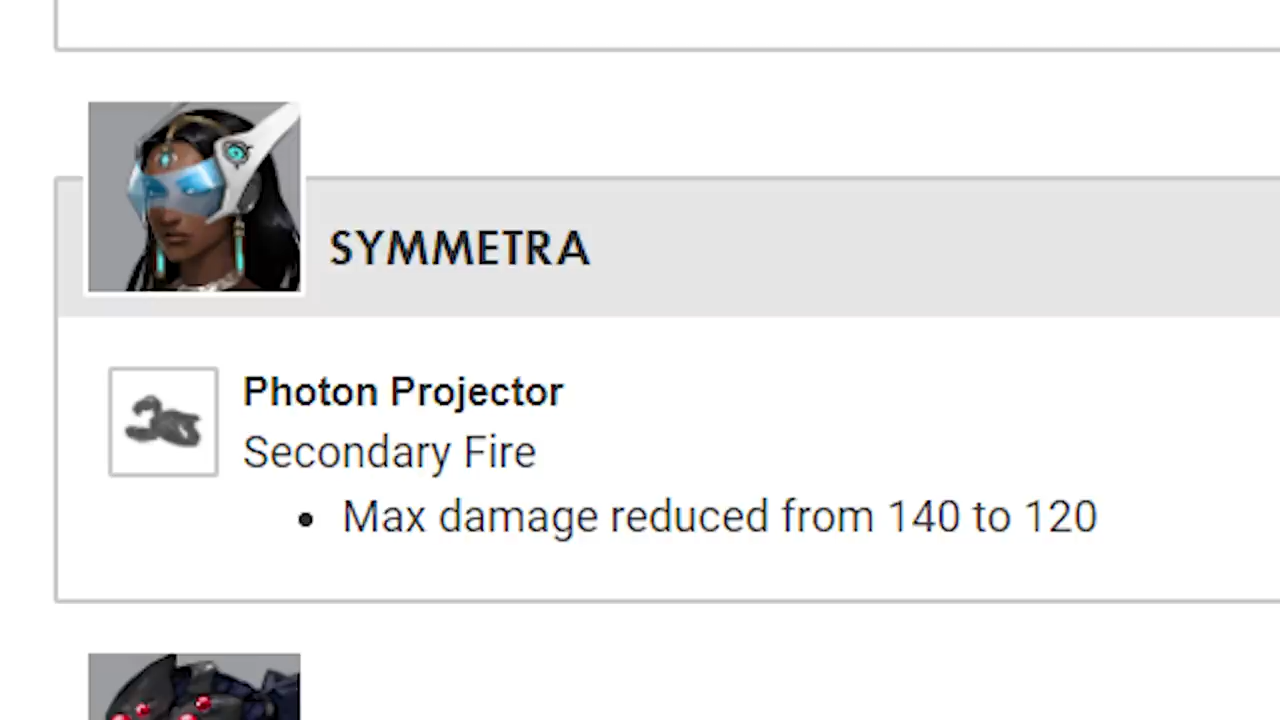 SYMMETRA
Photon Projector
Secondary Fire
• Max damage reduced from 140 to 120